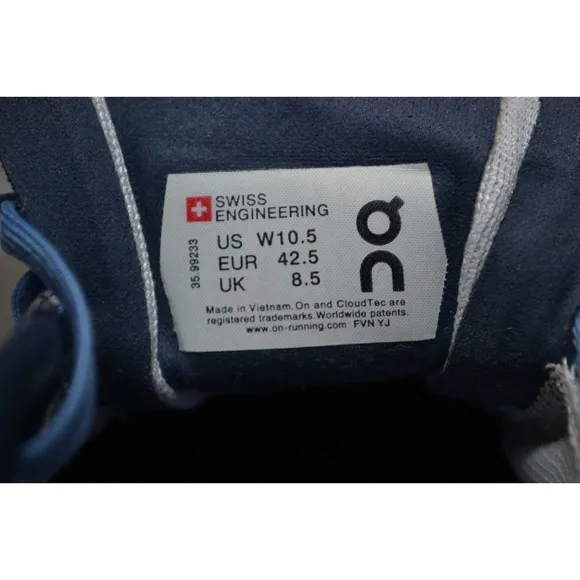 SWISS
ENGINEERING
US W10.5
EUR 42.5
UK 8.5
35.99233
Made in Vietnam. On and CloudTec are
registered trademarks. Worldwide patents.
www.on-running.com FVN YJ